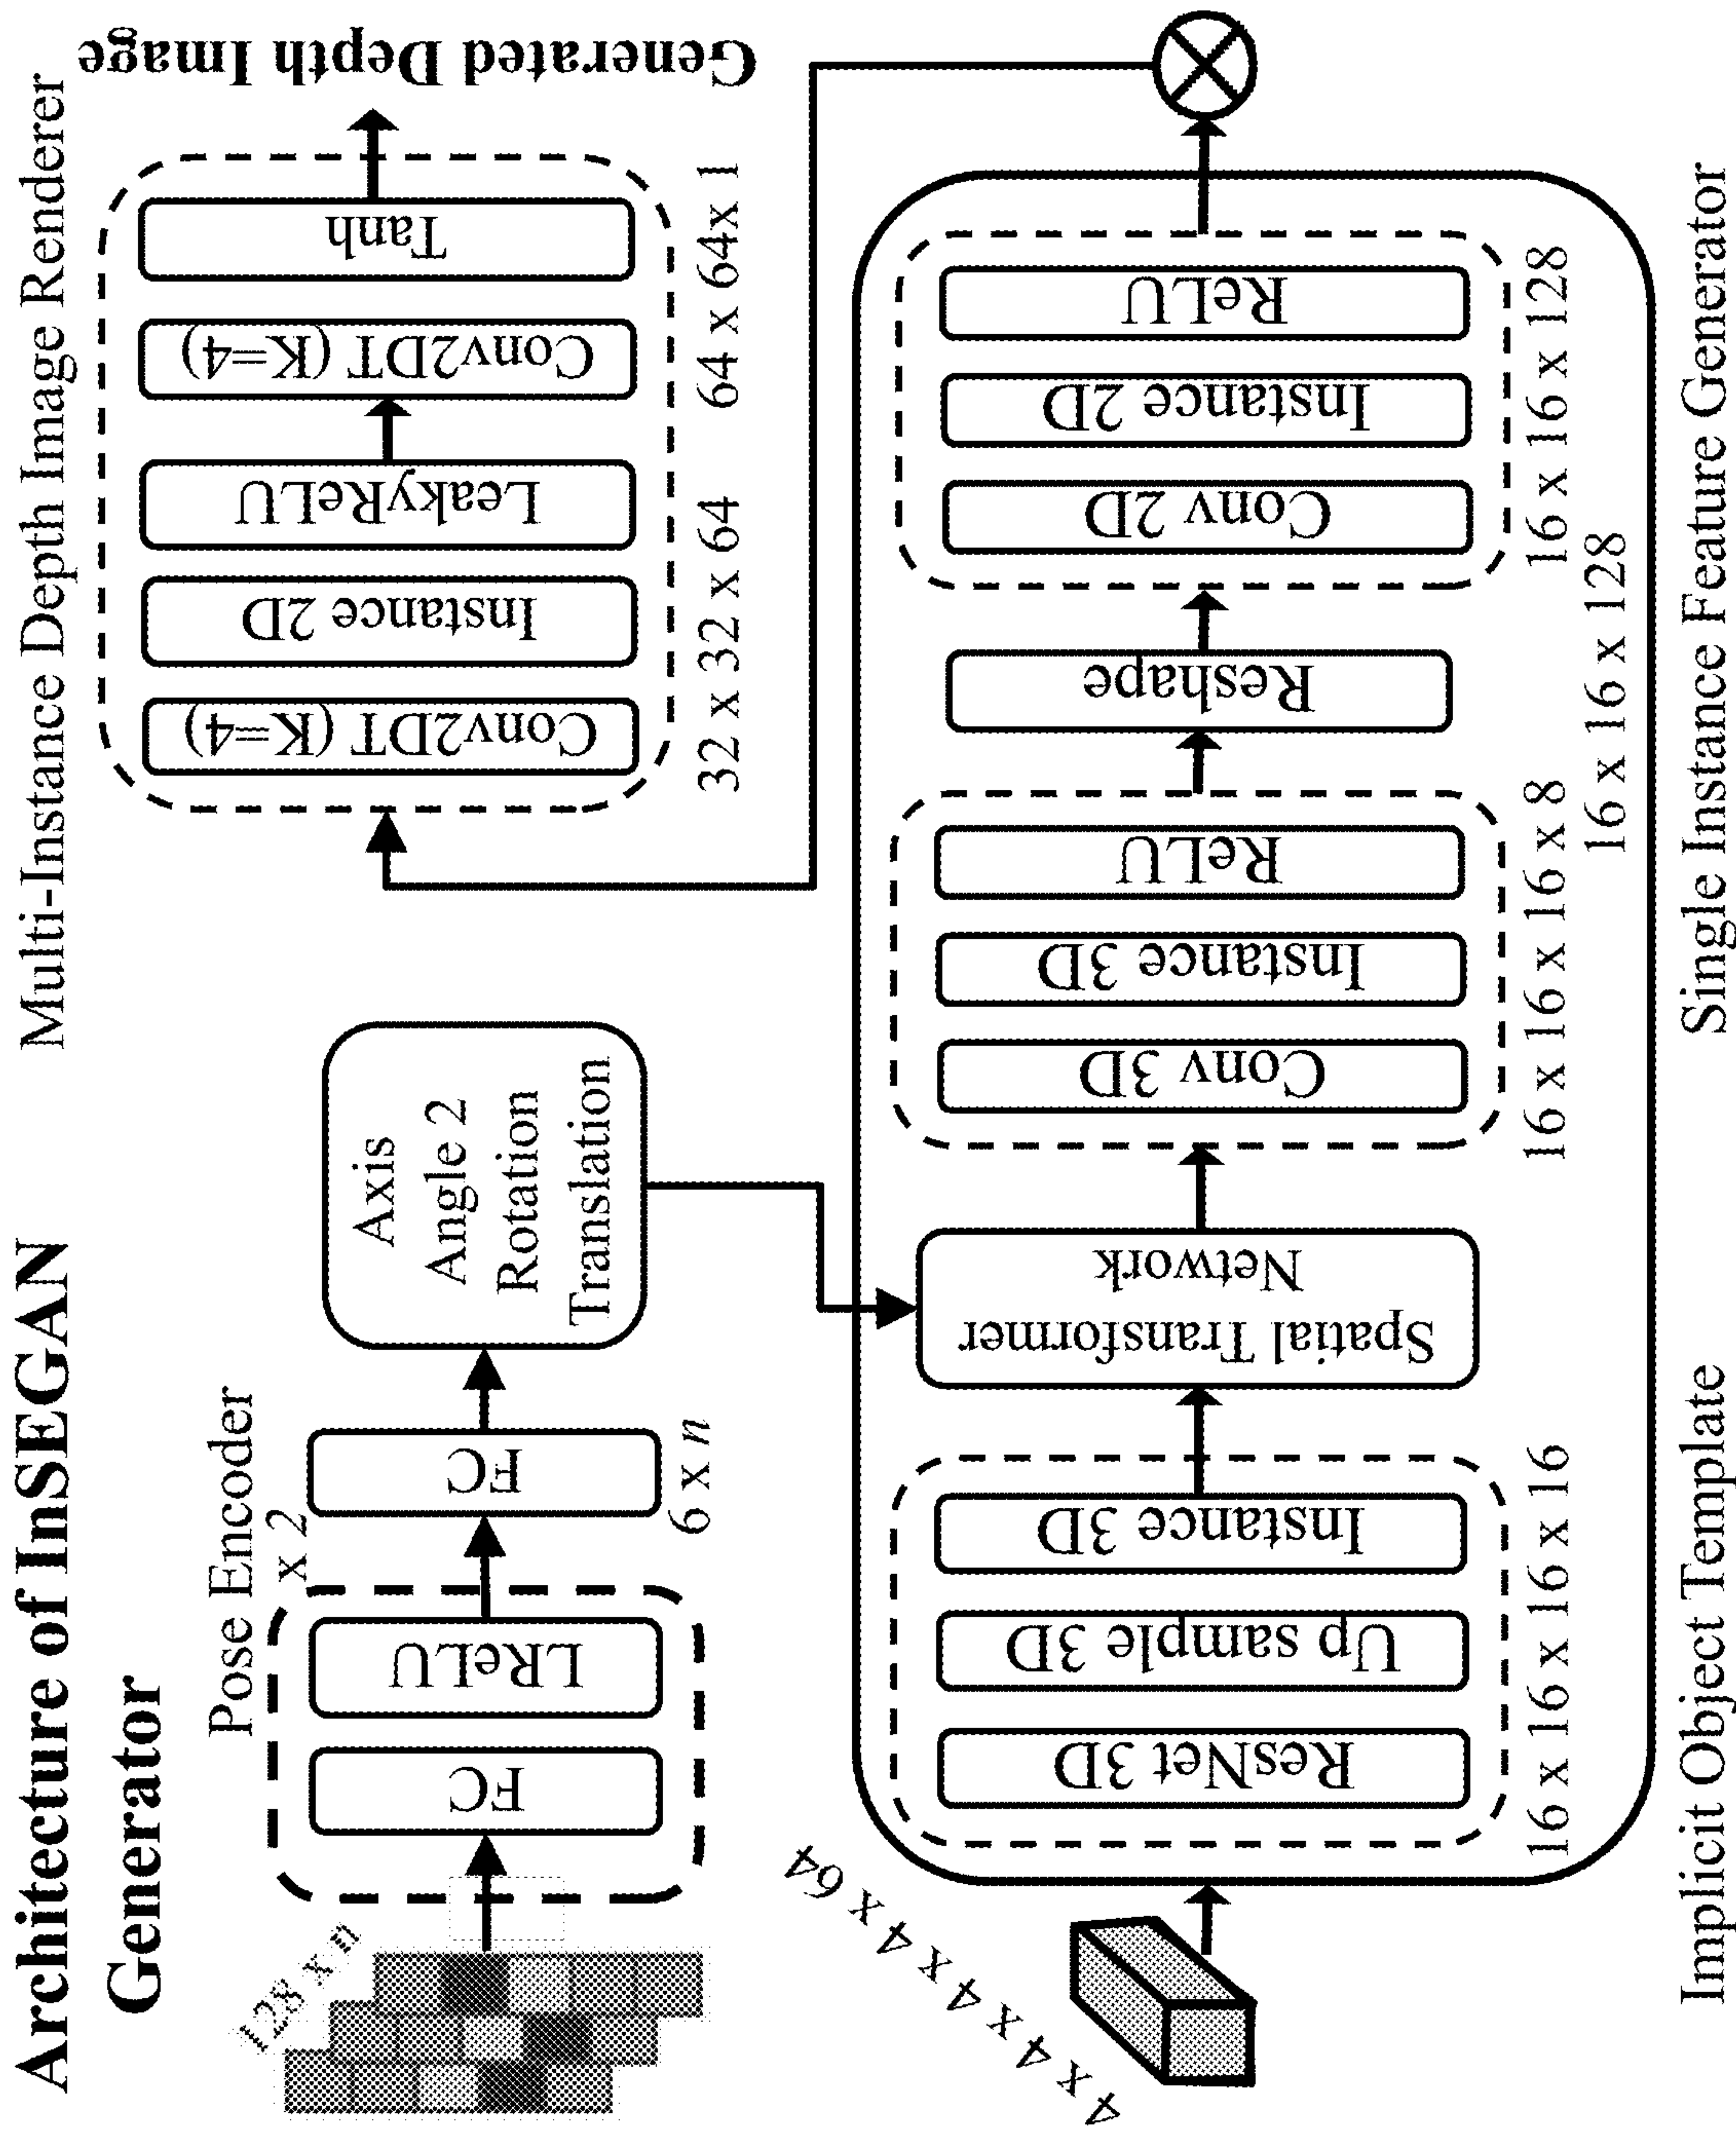 Architecture of InSEGAN
Generator
128 x n
Pose Encoder
x 2
FC
LReLU
FC
6 x n
Axis
Angle 2
Rotation
Translation
Multi-Instance Depth Image Renderer
Conv2DT (K=4)
Instance 2D
LeakyReLU
Conv2DT (K=4)
Tanh
32 x 32 x 64
64 x 64x 1
Generated Depth Image
4 x 4 x 4 x 4 x 64
ResNet 3D
Up sample 3D
Instance 3D
16 x 16 x 16 x 16
Spatial Transformer
Network
Conv 3D
Instance 3D
ReLU
16 x 16 x 16 x 8
Reshape
16 x 16 x 128
Conv 2D
Instance 2D
ReLU
16 x 16 x 128
Implicit Object Template
Single Instance Feature Generator